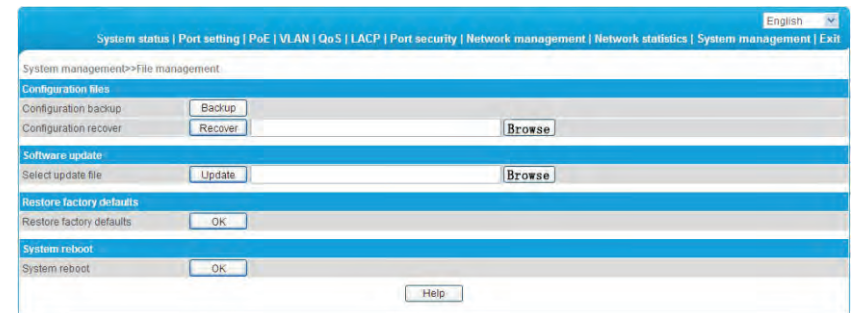 English
System status | Port setting | PoE | VLAN | QoS | LACP | Port security | Network management | Network statistics | System management | Exit
System management>>File management
Configuration files
Configuration backup Backup
Configuration recover Recover Browse
Software update
Select update file Update Browse
Restore factory defaults
Restore factory defaults OK
System reboot
System reboot OK
Help